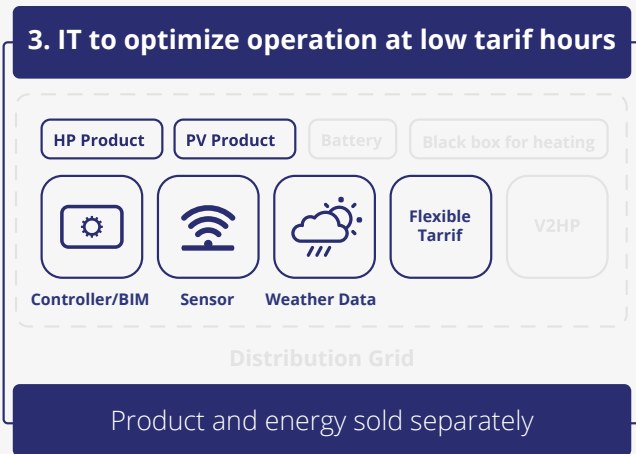 3. IT to optimize operation at low tarif hours
HP Product
PV Product
Battery
Black box for heating
Flexible
Tarrif
V2HP
Controller/BIM
Sensor
Weather Data
Distribution Grid
Product and energy sold separately